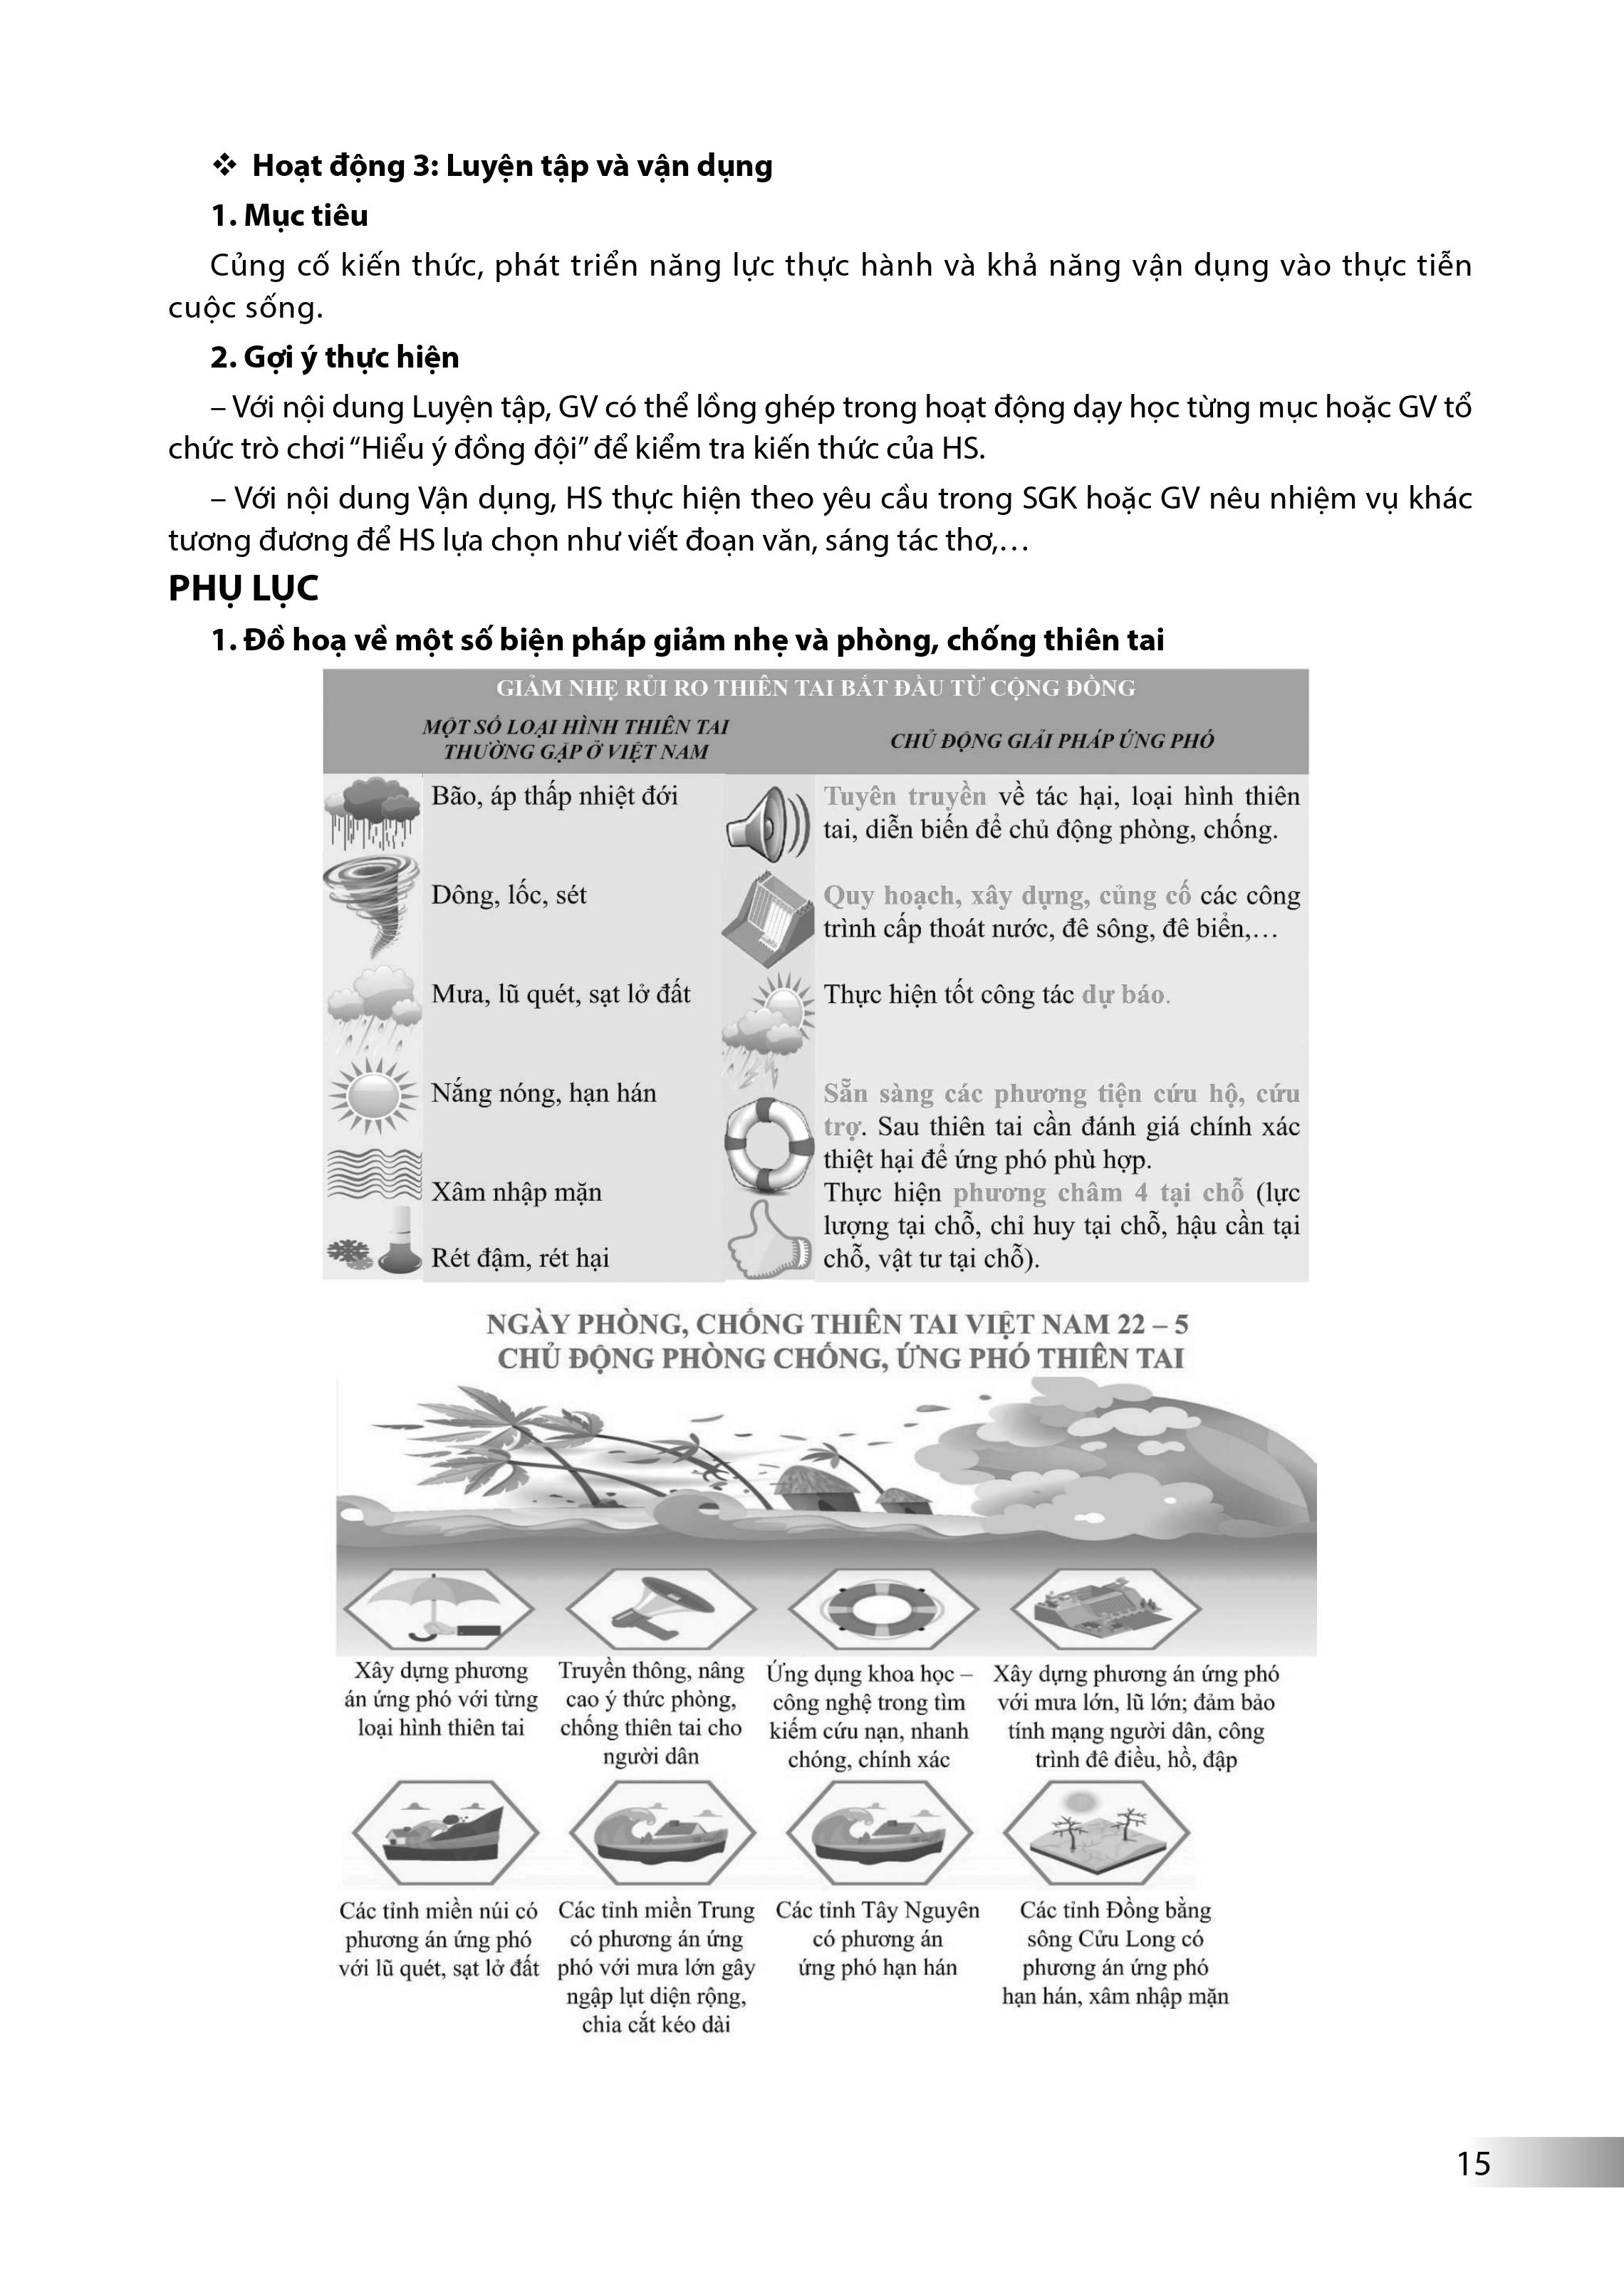 ❖ Hoạt động 3: Luyện tập và vận dụng
1. Mục tiêu
Củng cố kiến thức, phát triển năng lực thực hành và khả năng vận dụng vào thực tiễn
cuộc sống.
2. Gợi ý thực hiện
– Với nội dung Luyện tập, GV có thể lồng ghép trong hoạt động dạy học từng mục hoặc GV tổ
chức trò chơi “Hiểu ý đồng đội” để kiểm tra kiến thức của HS.
– Với nội dung Vận dụng, HS thực hiện theo yêu cầu trong SGK hoặc GV nêu nhiệm vụ khác
tương đương để HS lựa chọn như viết đoạn văn, sáng tác thơ,…
PHỤ LỤC
1. Đồ hoạ về một số biện pháp giảm nhẹ và phòng, chống thiên tai
GIẢM NHẸ RỦI RO THIÊN TAI BẮT ĐẦU TỪ CỘNG ĐỒNG
MỘT SỐ LOẠI HÌNH THIÊN TAI
THƯỜNG GẶP Ở VIỆT NAM
CHỦ ĐỘNG GIẢI PHÁP ỨNG PHÓ
Bão, áp thấp nhiệt đới
Dông, lốc, sét
Mưa, lũ quét, sạt lở đất
Nắng nóng, hạn hán
Xâm nhập mặn
Rét đậm, rét hại
Tuyên truyền về tác hại, loại hình thiên
tai, diễn biến để chủ động phòng, chống.
Quy hoạch, xây dựng, củng cố các công
trình cấp thoát nước, đê sông, đê biển,…
Thực hiện tốt công tác dự báo.
Sẵn sàng các phương tiện cứu hộ, cứu
trợ. Sau thiên tai cần đánh giá chính xác
thiệt hại để ứng phó phù hợp.
Thực hiện phương châm 4 tại chỗ (lực
lượng tại chỗ, chỉ huy tại chỗ, hậu cần tại
chỗ, vật tư tại chỗ).
NGÀY PHÒNG, CHỐNG THIÊN TAI VIỆT NAM 22 – 5
CHỦ ĐỘNG PHÒNG CHỐNG, ỨNG PHÓ THIÊN TAI
Xây dựng phương
án ứng phó với từng
loại hình thiên tai
Truyền thông, nâng
cao ý thức phòng,
chống thiên tai cho
người dân
Ứng dụng khoa học –
công nghệ trong tìm
kiếm cứu nạn, nhanh
chóng, chính xác
Xây dựng phương án ứng phó
với mưa lớn, lũ lớn; đảm bảo
tính mạng người dân, công
trình đê điều, hồ, đập
Các tỉnh miền núi có
phương án ứng phó
với lũ quét, sạt lở đất
Các tỉnh miền Trung
có phương án ứng
phó với mưa lớn gây
ngập lụt diện rộng,
chia cắt kéo dài
Các tỉnh Tây Nguyên
có phương án
ứng phó hạn hán
Các tỉnh Đồng bằng
sông Cửu Long có
phương án ứng phó
hạn hán, xâm nhập mặn
15